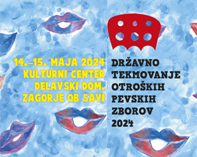 14.-15. MAJA 2024
KULTURNI CENTER
DELAVSKI DOM,
ZAGORJE OB SAVI
DRŽAVNO
TEKMOVANJE
OTROŠKIH
PEVSKIH
ZBOROV
2024